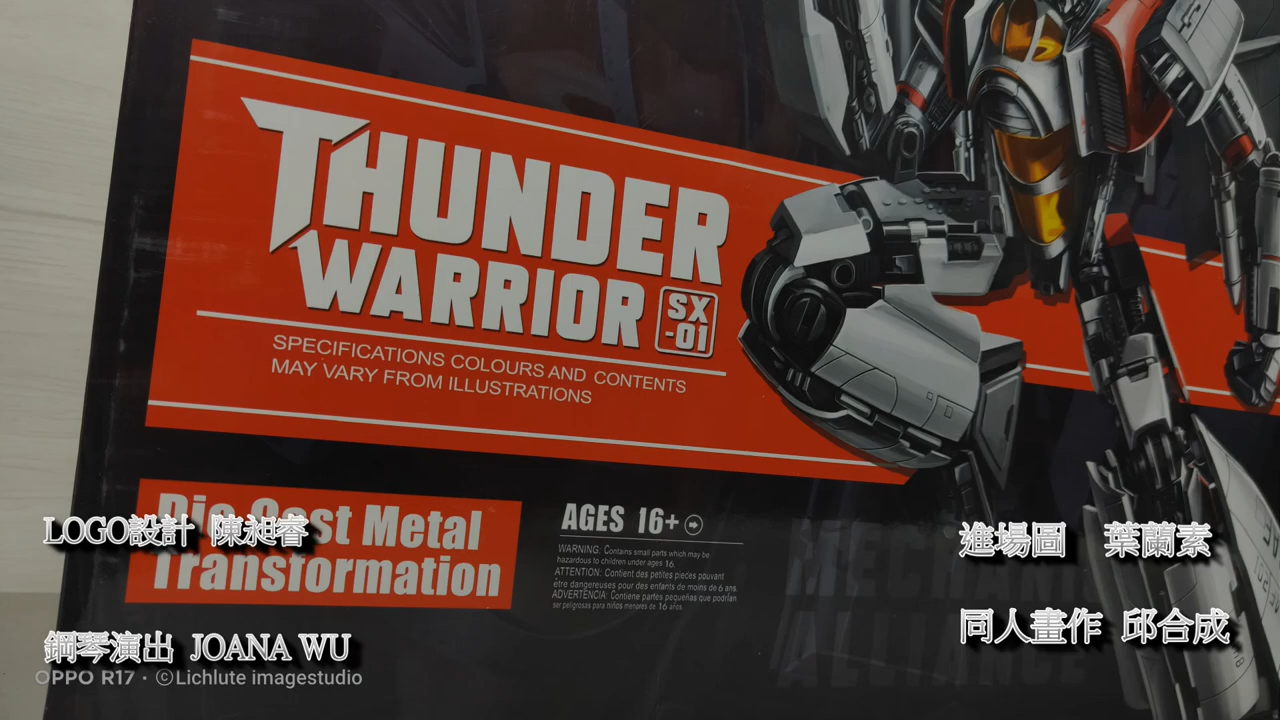 THUNDER
WARRIOR
SX
-01
SPECIFICATIONS COLOURS AND CONTENTS
MAY VARY FROM ILLUSTRATIONS
Die Cast Metal
Transformation
AGES 16+
WARNING: Contains small parts which may be
hazardous to children under ages 16.
ATTENTION: Contient des petites pieces pouvant
être dangereuses pour des enfants de moins de 6 ans.
ADVERTENCIA: Contiene partes pequeñas que podrían
ser peligrosas para niños menores de 16 años.
METAL
ALLIANCE
LOGO設計 陳昶睿
鋼琴演出 JOANA WU
進場圖 葉蘭素
同人畫作 邱合成
OPPO R17 · ©Lichlute imagestudio